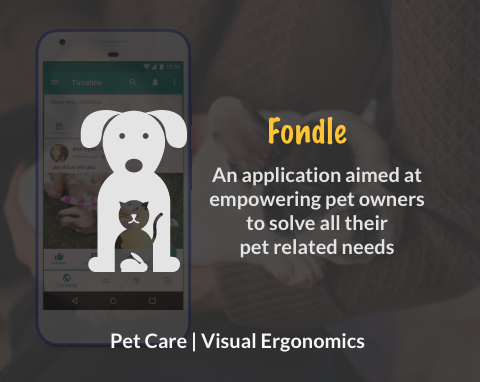 Timeline
Fondle
An application aimed at
empowering pet owners
to solve all their
pet related needs
Timeline
Pet Care | Visual Ergonomics